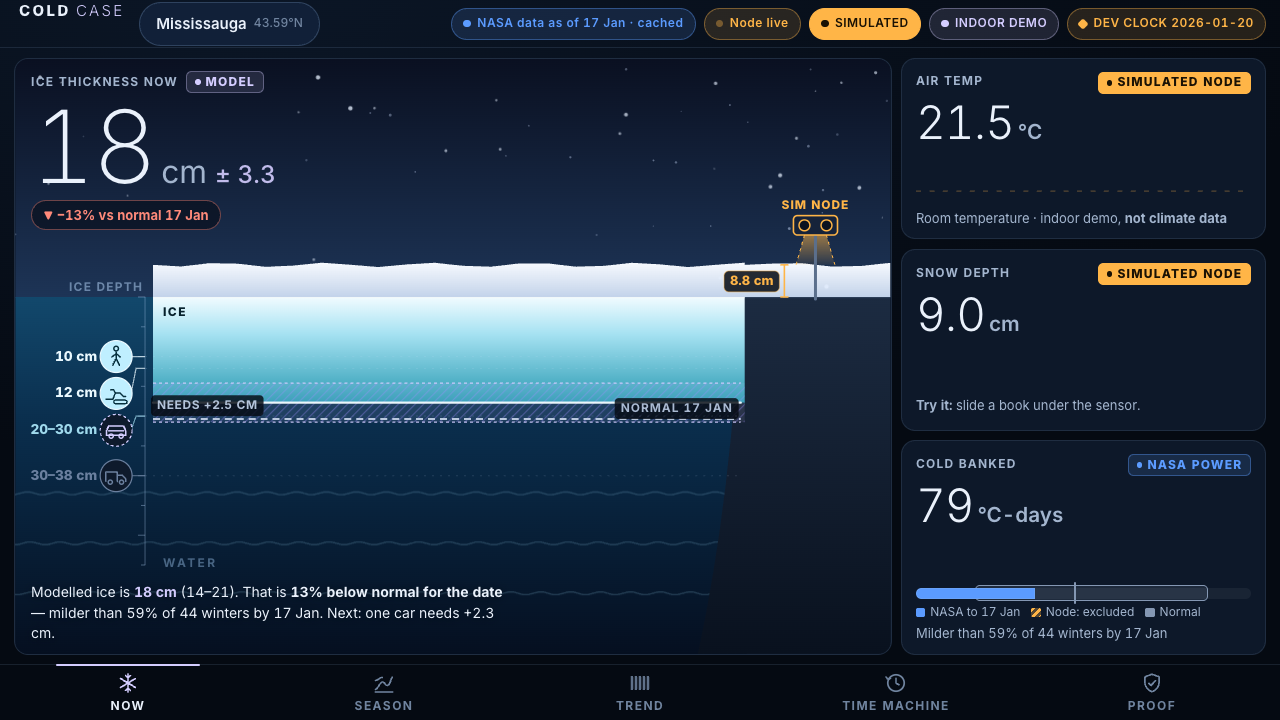 COLD CASE
Mississauga 43.59°N
NASA data as of 17 Jan · cached
Node live
SIMULATED
INDOOR DEMO
DEV CLOCK 2026-01-20
ICE THICKNESS NOW
MODEL
18 cm ± 3.3
▼ −13% vs normal 17 Jan
SIM NODE
8.8 cm
ICE DEPTH
ICE
10 cm
12 cm
20–30 cm
30–38 cm
NEEDS +2.5 CM
NORMAL 17 JAN
WATER
Modelled ice is 18 cm (14–21). That is 13% below normal for the date
— milder than 59% of 44 winters by 17 Jan. Next: one car needs +2.3
cm.
AIR TEMP
SIMULATED NODE
21.5 °C
Room temperature · indoor demo, not climate data
SNOW DEPTH
SIMULATED NODE
9.0 cm
Try it: slide a book under the sensor.
COLD BANKED
NASA POWER
79 °C-days
NASA to 17 Jan
Node: excluded
Normal
Milder than 59% of 44 winters by 17 Jan
NOW
SEASON
TREND
TIME MACHINE
PROOF